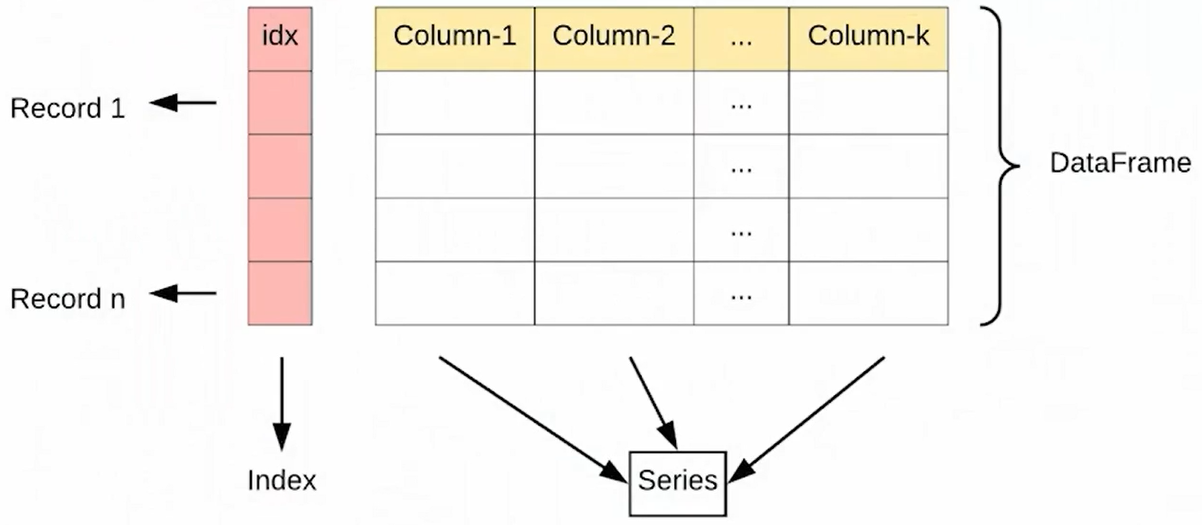 idx Column-1 Column-2 ... Column-k
Record 1 ...
...
DataFrame
...
Record n ...
Index
Series